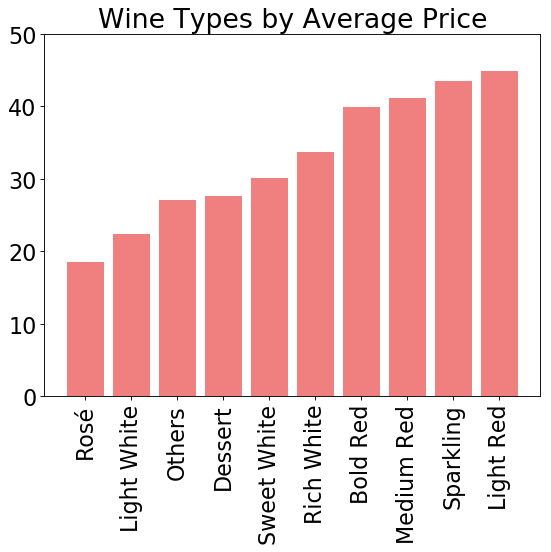 Wine Types by Average Price
50
40
30
20
10
0
Rosé
Light White
Others
Dessert
Sweet White
Rich White
Bold Red
Medium Red
Sparkling
Light Red